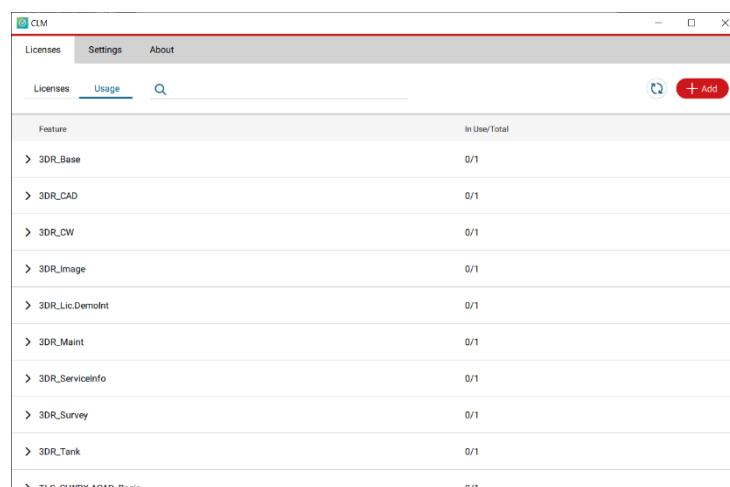 CLM
Licenses Settings About
Licenses Usage Add
Feature In Use/Total
3DR_Base 0/1
3DR_CAD 0/1
3DR_CW 0/1
3DR_Image 0/1
3DR_Lic.DemoInt 0/1
3DR_Maint 0/1
3DR_ServiceInfo 0/1
3DR_Survey 0/1
3DR_Tank 0/1